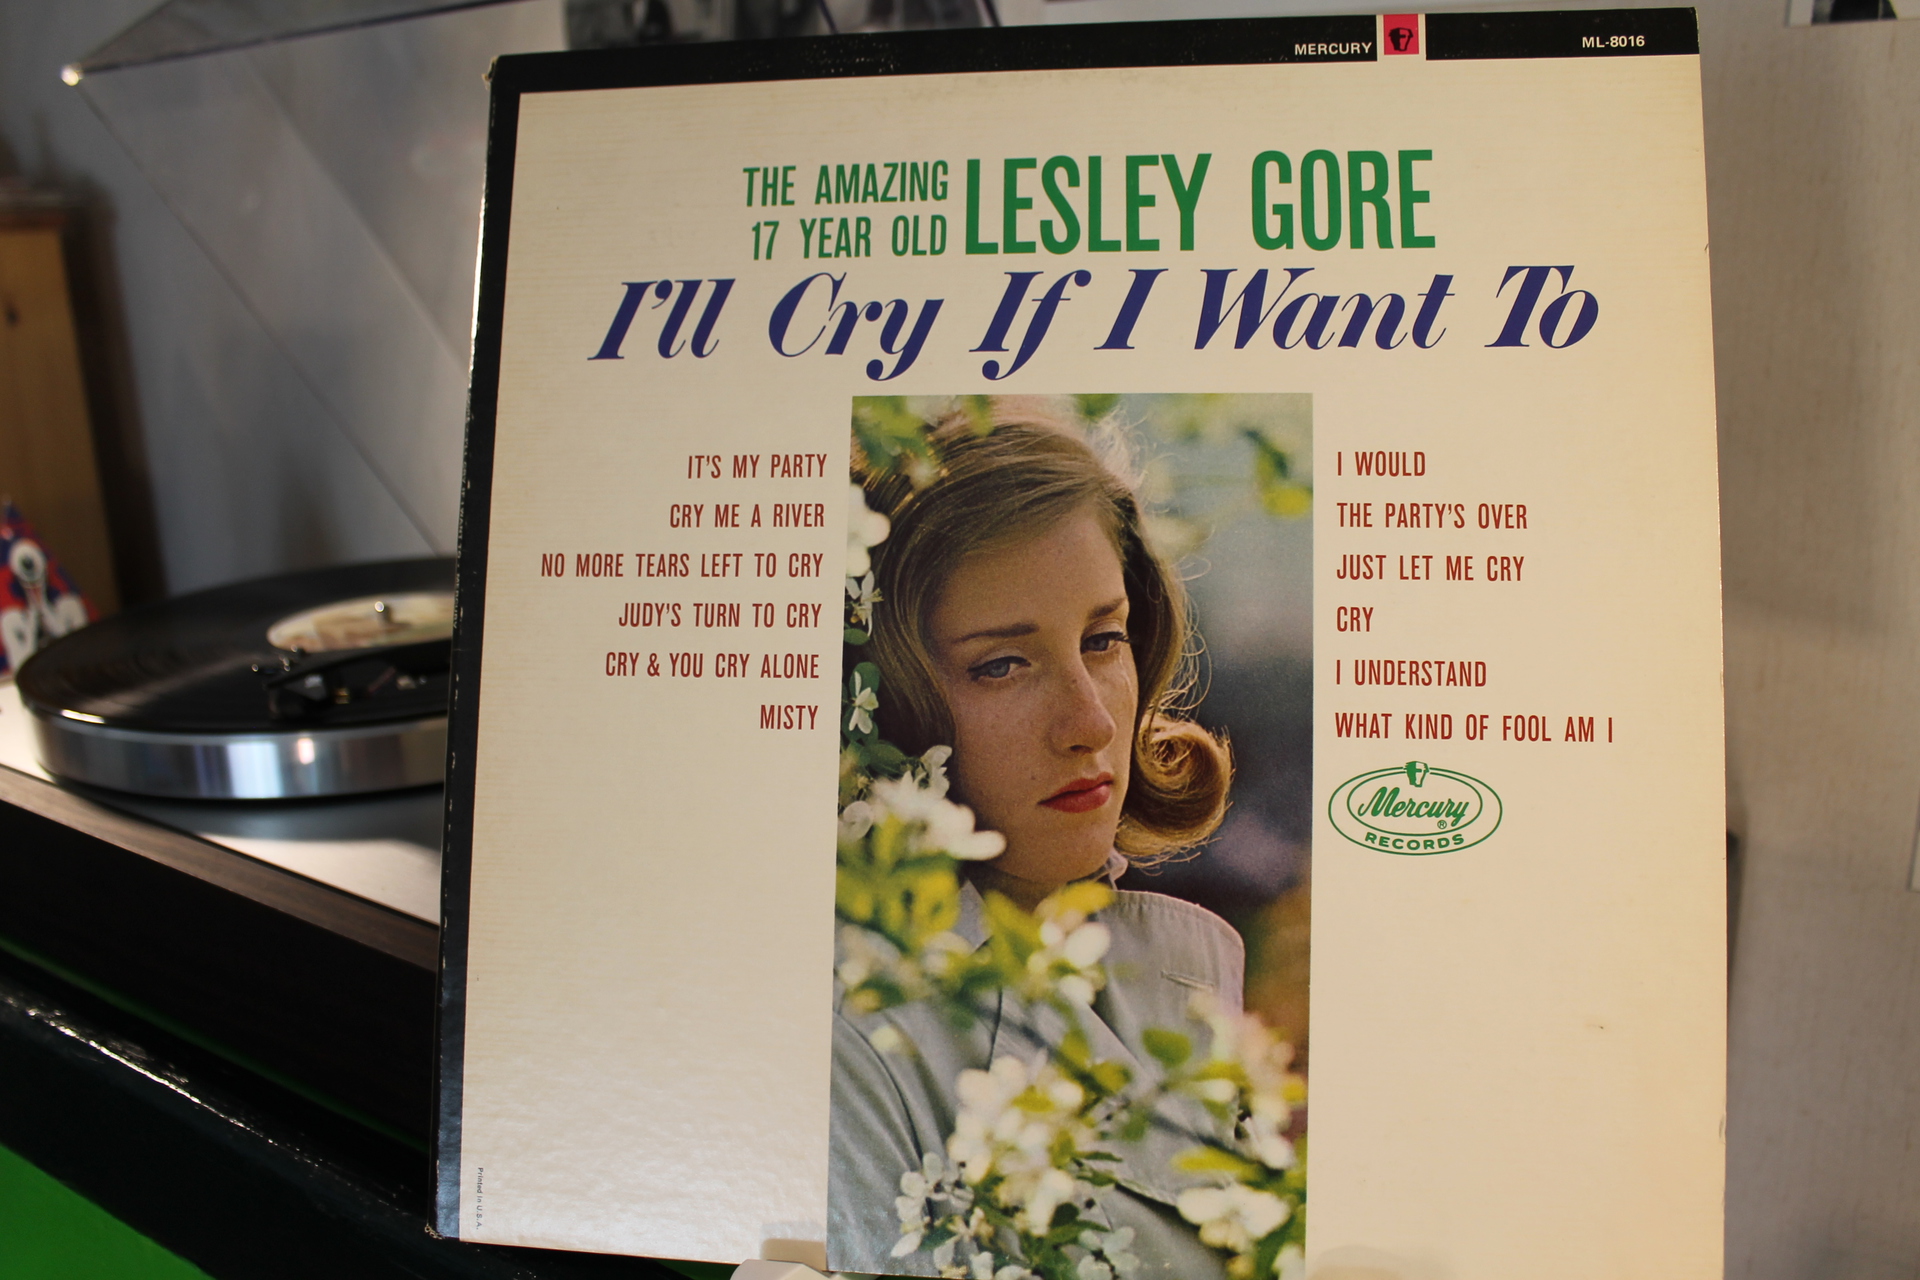 MERCURY
ML-8016
THE AMAZING
17 YEAR OLD
LESLEY GORE
I'll Cry If I Want To
IT'S MY PARTY
CRY ME A RIVER
NO MORE TEARS LEFT TO CRY
JUDY'S TURN TO CRY
CRY & YOU CRY ALONE
MISTY
I WOULD
THE PARTY'S OVER
JUST LET ME CRY
CRY
I UNDERSTAND
WHAT KIND OF FOOL AM I
Mercury ®
RECORDS
Printed in U.S.A.